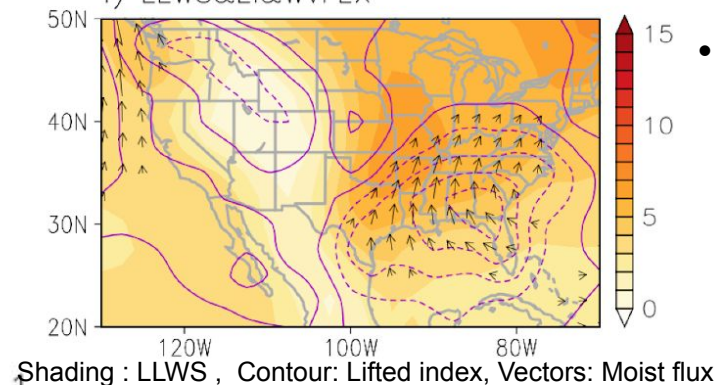 50N
40N
30N
20N
120W
100W
80W
15
10
5
0
•
Shading : LLWS , Contour: Lifted index, Vectors: Moist flux